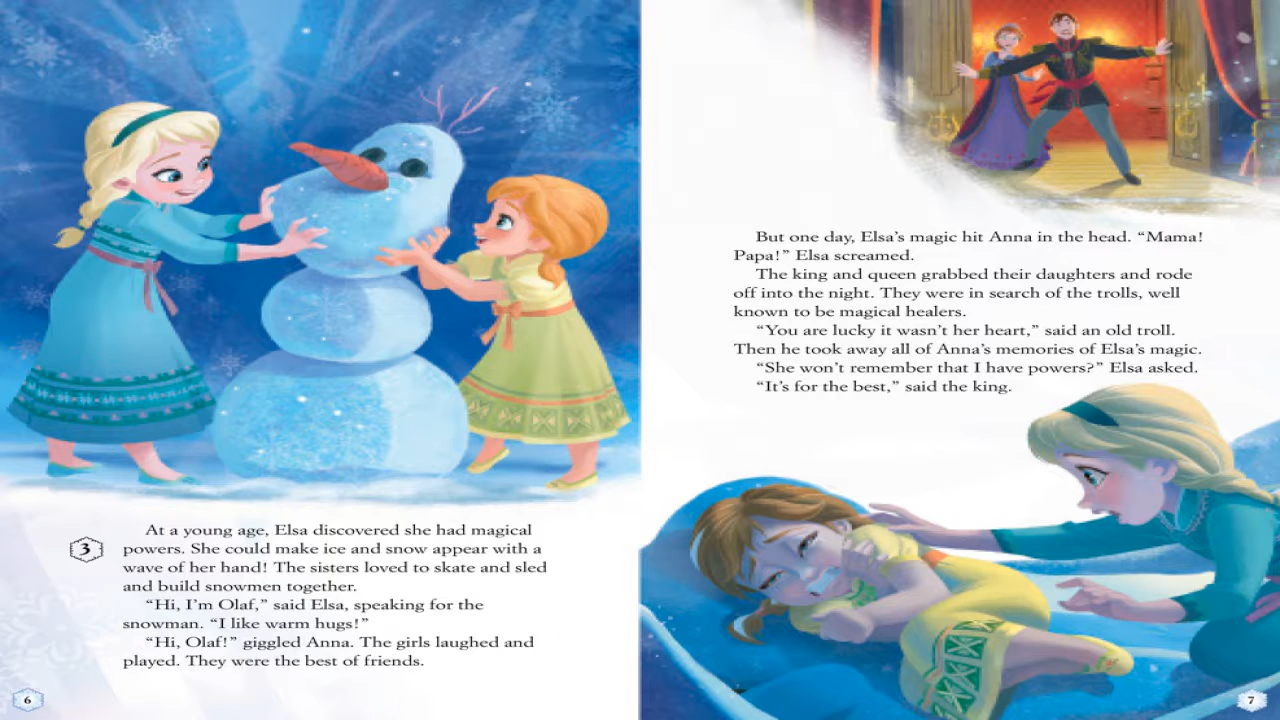 3
At a young age, Elsa discovered she had magical
powers. She could make ice and snow appear with a
wave of her hand! The sisters loved to skate and sled
and build snowmen together.
“Hi, I’m Olaf,” said Elsa, speaking for the
snowman. “I like warm hugs!”
“Hi, Olaf!” giggled Anna. The girls laughed and
played. They were the best of friends.
6
But one day, Elsa’s magic hit Anna in the head. “Mama!
Papa!” Elsa screamed.
The king and queen grabbed their daughters and rode
off into the night. They were in search of the trolls, well
known to be magical healers.
“You are lucky it wasn’t her heart,” said an old troll.
Then he took away all of Anna’s memories of Elsa’s magic.
“She won’t remember that I have powers?” Elsa asked.
“It’s for the best,” said the king.
7